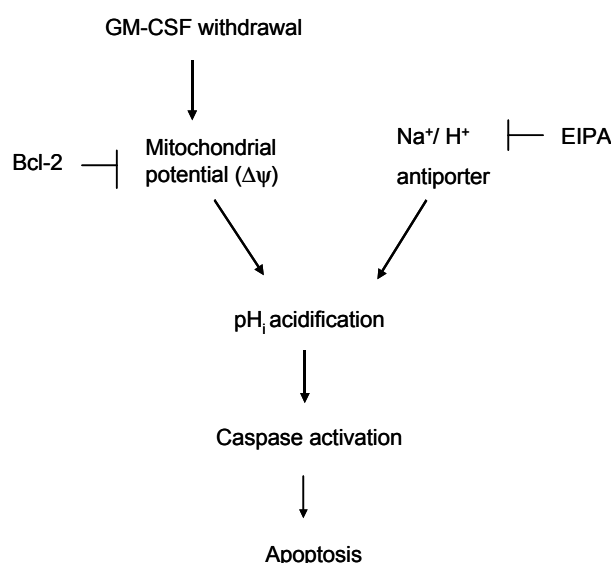 GM-CSF withdrawal
Bcl-2
Mitochondrial
potential (Δψ)
Na⁺/ H⁺
antiporter
EIPA
pHᵢ acidification
Caspase activation
Apoptosis